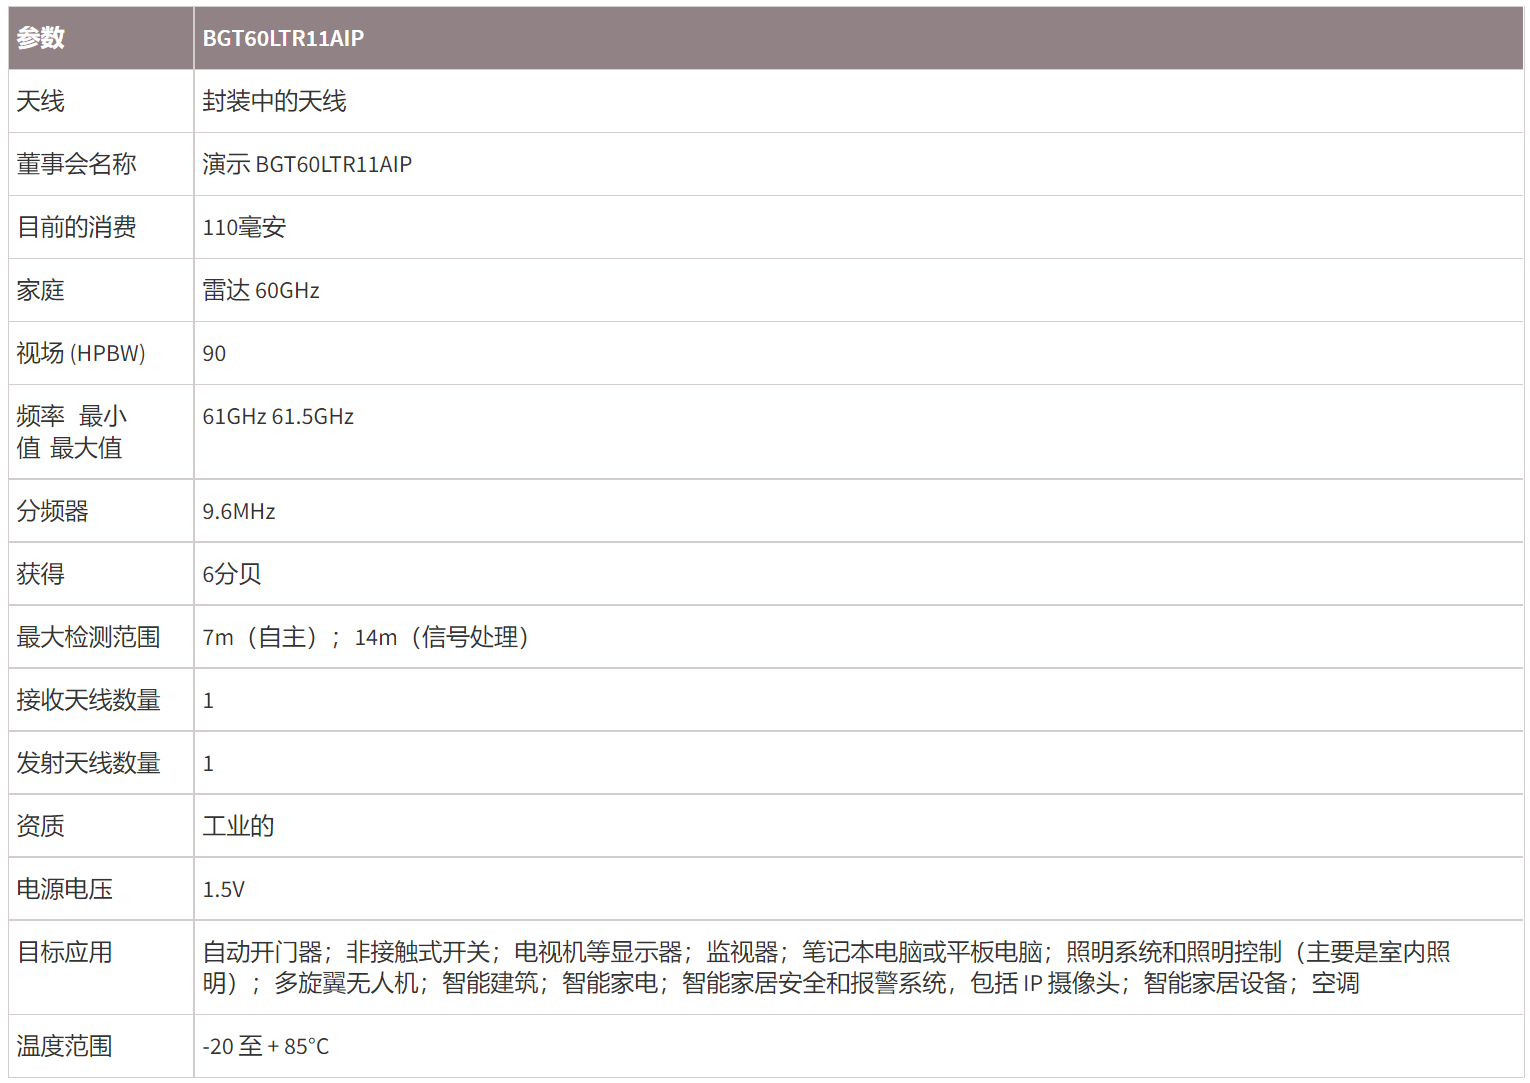 参数 BGT60LTR11AIP
天线 封装中的天线
董事会名称 演示 BGT60LTR11AIP
目前的消费 110毫安
家庭 雷达 60GHz
视场 (HPBW) 90
频率 最小 61GHz 61.5GHz
值 最大值
分频器 9.6MHz
获得 6分贝
最大检测范围 7m（自主）；14m（信号处理）
接收天线数量 1
发射天线数量 1
资质 工业的
电源电压 1.5V
目标应用 自动开门器；非接触式开关；电视机等显示器；监视器；笔记本电脑或平板电脑；照明系统和照明控制（主要是室内照
明）；多旋翼无人机；智能建筑；智能家电；智能家居安全和报警系统，包括 IP 摄像头；智能家居设备；空调
温度范围 -20 至 + 85°C